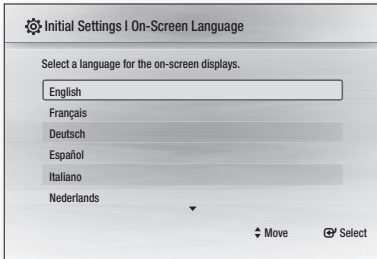 Initial Settings I On-Screen Language
Select a language for the on-screen displays.
English
Français
Deutsch
Español
Italiano
Nederlands
Move Select